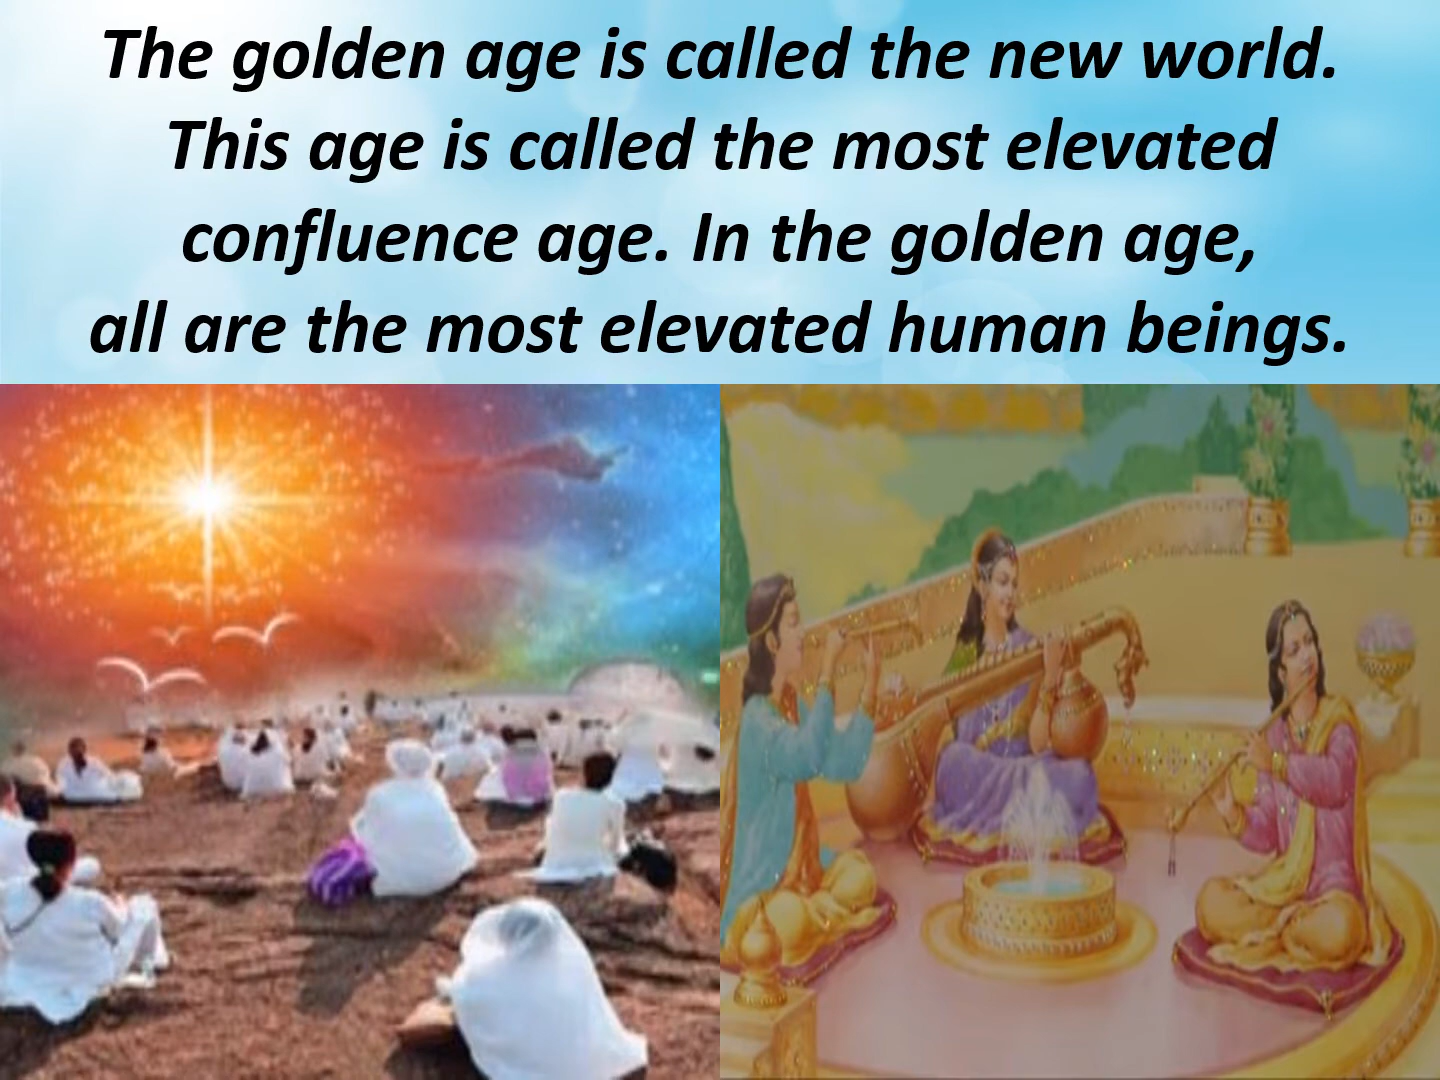 The golden age is called the new world.
This age is called the most elevated
confluence age. In the golden age,
all are the most elevated human beings.